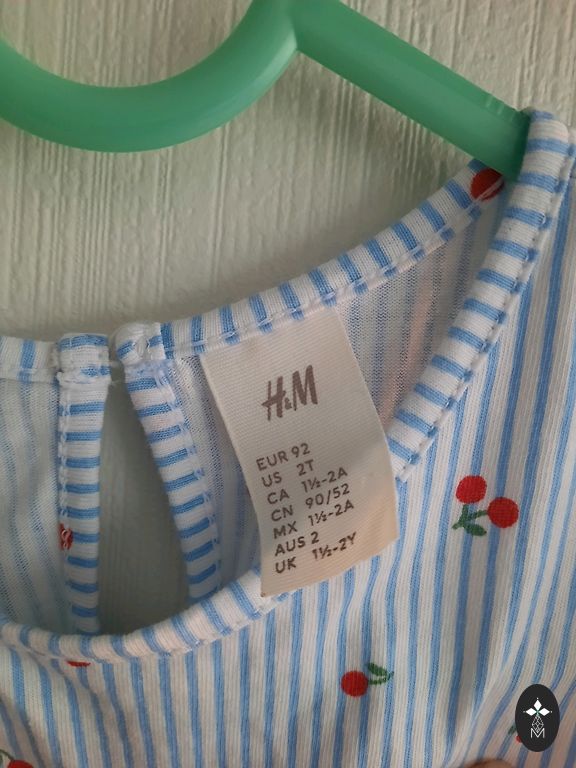 H&M
EUR 92
US 2T
CA 1½-2A
CN 90/52
MX 1½-2A
AUS 2
UK 1½-2Y